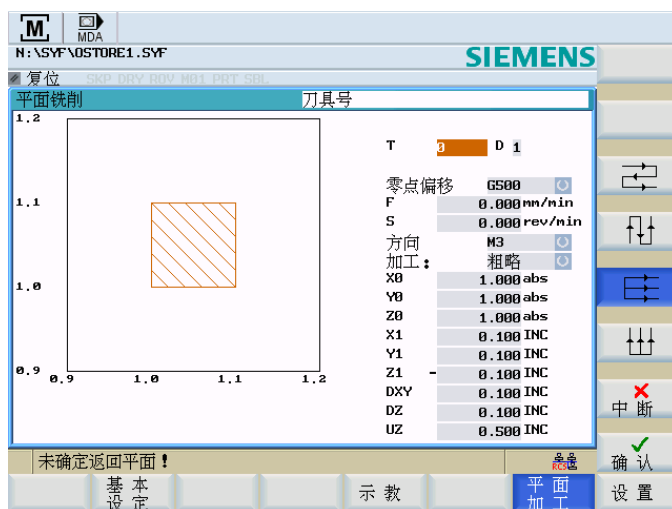 M
MDA
N:\SYF\OSTORE1.SYF
SIEMENS
复位 SKP DRY ROV M01 PRT SBL
平面铣削 刀具号
1.2
1.1
1.0
0.9
0.9 1.0 1.1 1.2
T 0 D 1
零点偏移 G500
F 0.000 mm/min
S 0.000 rev/min
方向 M3
加工: 粗略
X0 1.000 abs
Y0 1.000 abs
Z0 1.000 abs
X1 0.100 INC
Y1 0.100 INC
Z1 - 0.100 INC
DXY 0.100 INC
DZ 0.100 INC
UZ 0.500 INC
中断
未确定返回平面!
RCS
确认
基本
设定
示教
平面
加工
设置